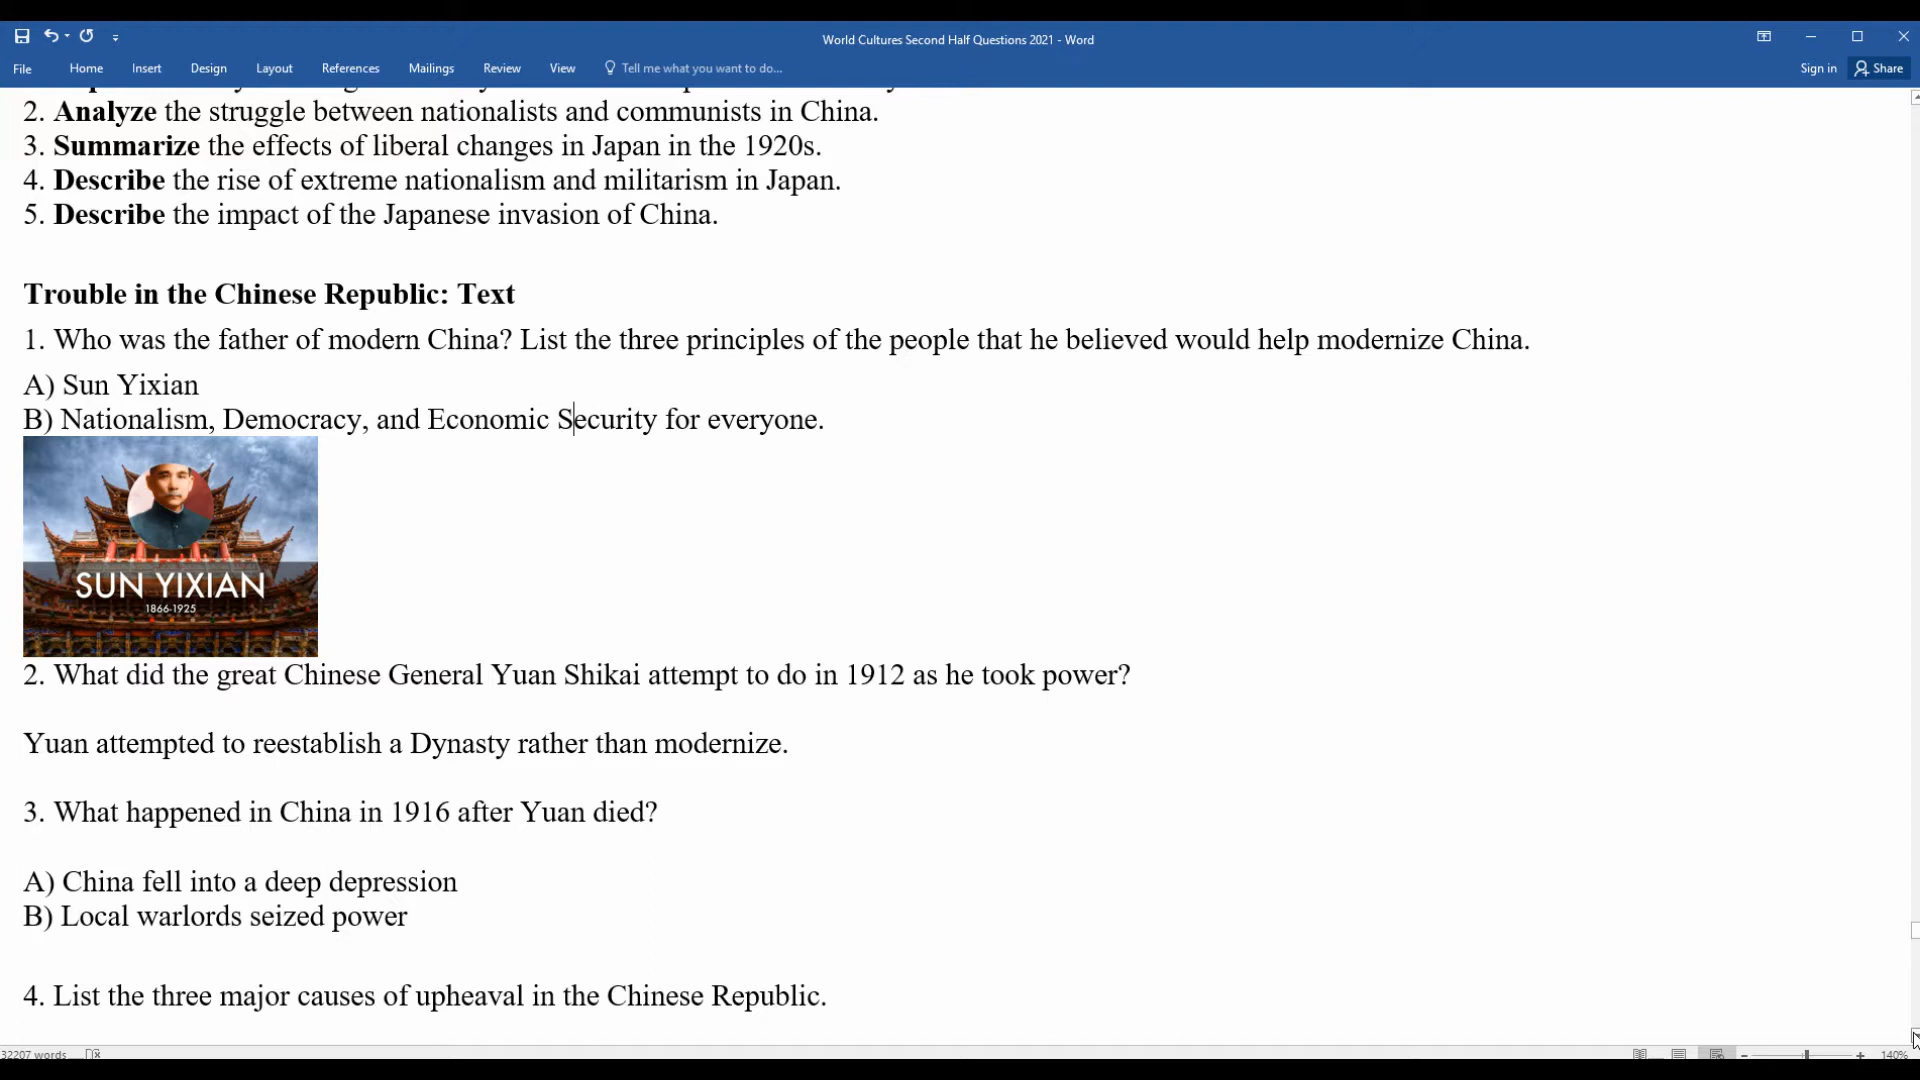 World Cultures Second Half Questions 2021 - Word
File Home Insert Design Layout References Mailings Review View Tell me what you want to do... Sign in Share
2. Analyze the struggle between nationalists and communists in China.
3. Summarize the effects of liberal changes in Japan in the 1920s.
4. Describe the rise of extreme nationalism and militarism in Japan.
5. Describe the impact of the Japanese invasion of China.
Trouble in the Chinese Republic: Text
1. Who was the father of modern China? List the three principles of the people that he believed would help modernize China.
A) Sun Yixian
B) Nationalism, Democracy, and Economic Security for everyone.
SUN YIXIAN
1866-1925
2. What did the great Chinese General Yuan Shikai attempt to do in 1912 as he took power?
Yuan attempted to reestablish a Dynasty rather than modernize.
3. What happened in China in 1916 after Yuan died?
A) China fell into a deep depression
B) Local warlords seized power
4. List the three major causes of upheaval in the Chinese Republic.
32207 words 140%